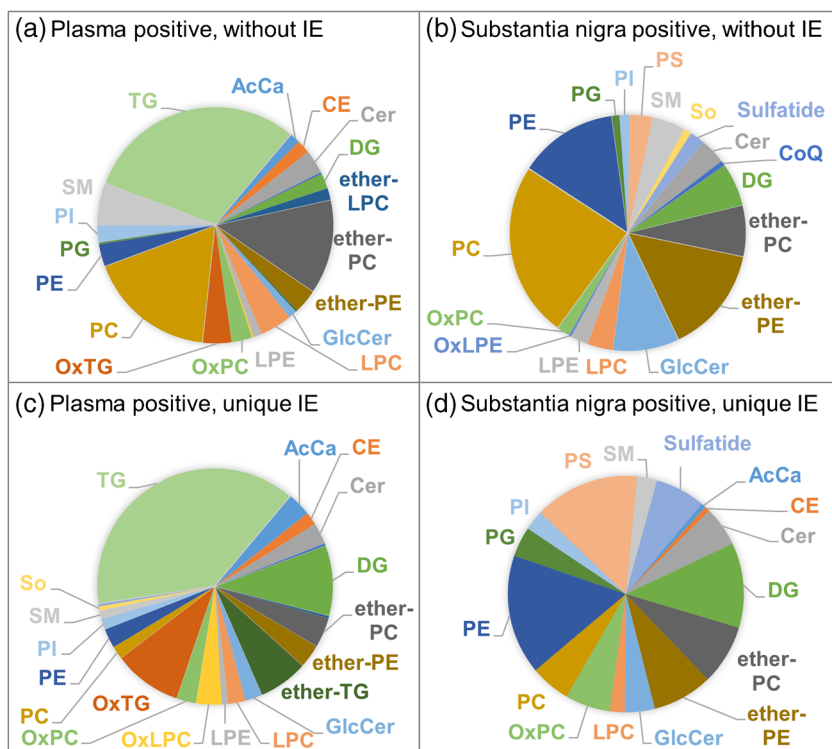 (a) Plasma positive, without IE
TG
AcCa
CE
Cer
DG
ether-
LPC
ether-
PC
ether-PE
GlcCer
LPC
LPE
OxPC
OxTG
PC
PE
PG
PI
SM
(b) Substantia nigra positive, without IE
PS
SM
So
Sulfatide
Cer
CoQ
DG
ether-
PC
ether-
PE
GlcCer
LPC
LPE
OxLPE
OxPC
PC
PE
PG
PI
(c) Plasma positive, unique IE
TG
AcCa
CE
Cer
DG
ether-
PC
ether-PE
ether-TG
GlcCer
LPC
LPE
OxLPC
OxPC
OxTG
PC
PE
PI
SM
So
(d) Substantia nigra positive, unique IE
PS
SM
Sulfatide
AcCa
CE
Cer
DG
ether-
PC
ether-
PE
GlcCer
LPC
OxPC
PC
PE
PG
PI